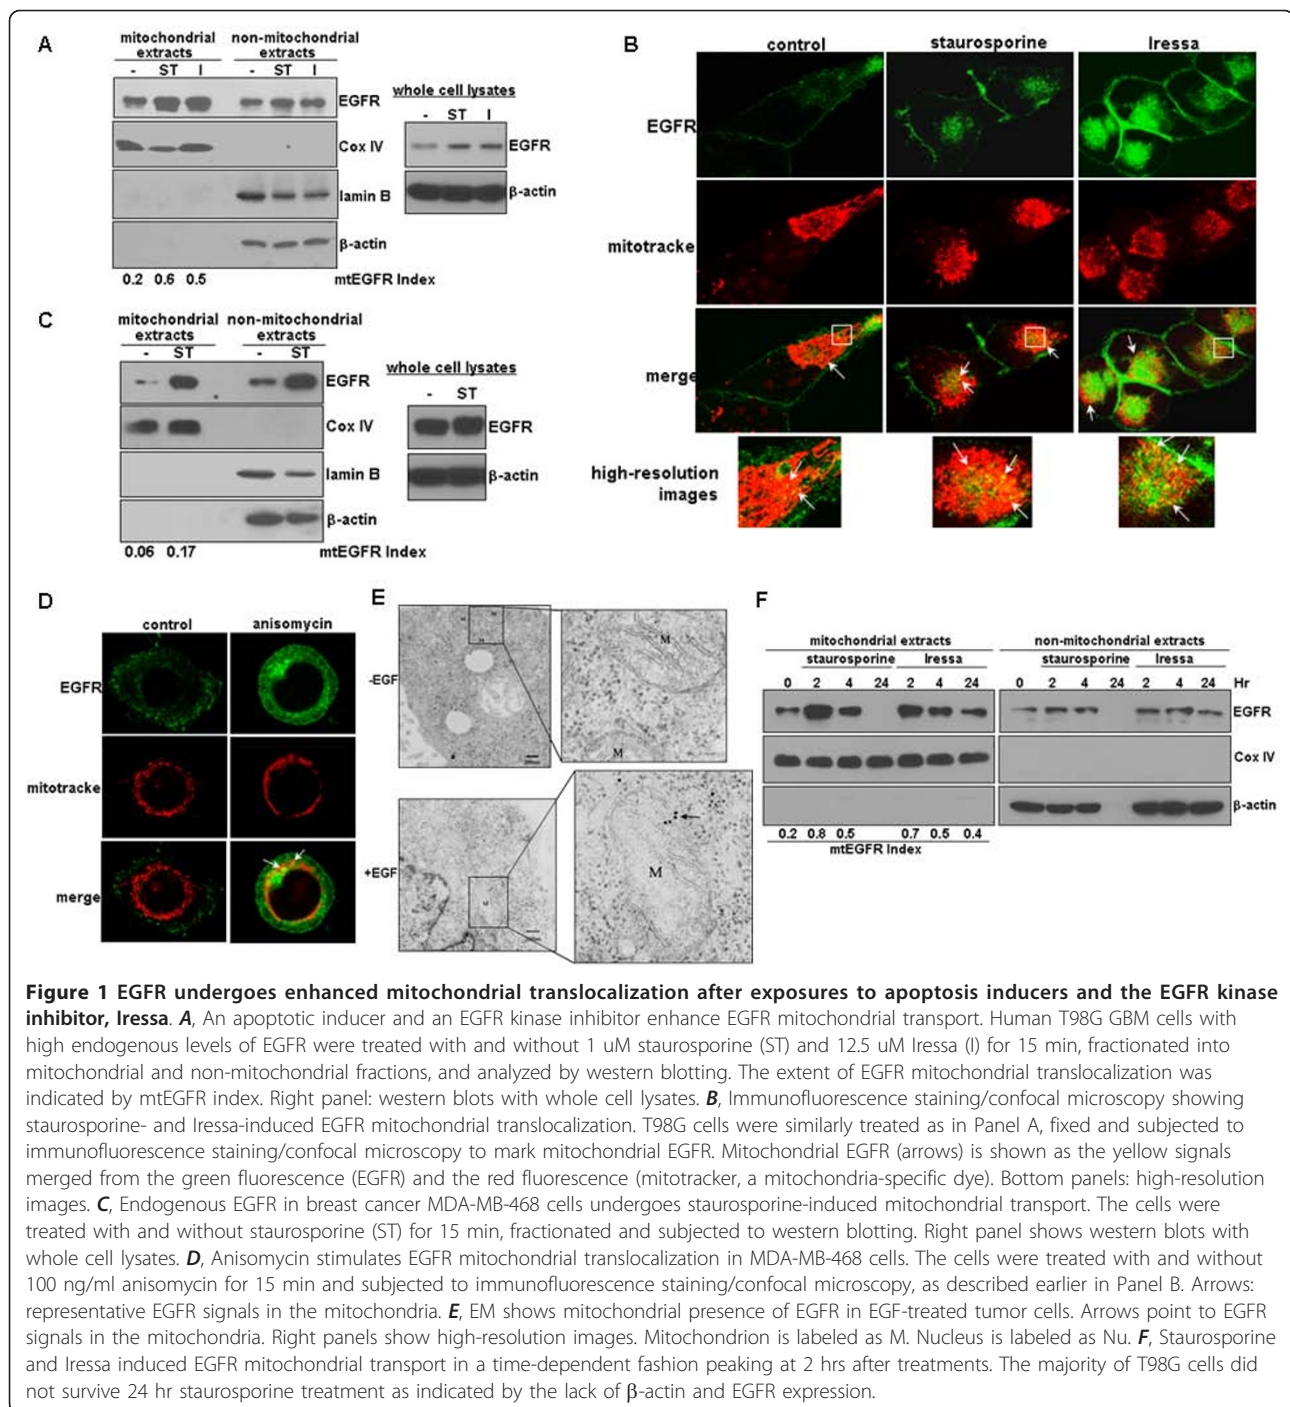 A
mitochondrial non-mitochondrial
extracts extracts
- ST I - ST I
EGFR
Cox IV
lamin B
β-actin
0.2 0.6 0.5 mtEGFR Index
whole cell lysates
- ST I
EGFR
β-actin
B
control staurosporine Iressa
EGFR
mitotracke
merge
high-resolution
images
C
mitochondrial non-mitochondrial
extracts extracts
- ST - ST
EGFR
Cox IV
lamin B
β-actin
0.06 0.17 mtEGFR Index
whole cell lysates
- ST
EGFR
β-actin
D
control anisomycin
EGFR
mitotracke
merge
E
-EGF
M
M
+EGF
M
M
F
mitochondrial extracts non-mitochondrial extracts
staurosporine Iressa staurosporine Iressa
0 2 4 24 2 4 24 0 2 4 24 2 4 24 Hr
EGFR
Cox IV
β-actin
0.2 0.8 0.5 0.7 0.5 0.4
mtEGFR Index
Figure 1 EGFR undergoes enhanced mitochondrial translocalization after exposures to apoptosis inducers and the EGFR kinase
inhibitor, Iressa. A, An apoptotic inducer and an EGFR kinase inhibitor enhance EGFR mitochondrial transport. Human T98G GBM cells with
high endogenous levels of EGFR were treated with and without 1 uM staurosporine (ST) and 12.5 uM Iressa (I) for 15 min, fractionated into
mitochondrial and non-mitochondrial fractions, and analyzed by western blotting. The extent of EGFR mitochondrial translocalization was
indicated by mtEGFR index. Right panel: western blots with whole cell lysates. B, Immunofluorescence staining/confocal microscopy showing
staurosporine- and Iressa-induced EGFR mitochondrial translocalization. T98G cells were similarly treated as in Panel A, fixed and subjected to
immunofluorescence staining/confocal microscopy to mark mitochondrial EGFR. Mitochondrial EGFR (arrows) is shown as the yellow signals
merged from the green fluorescence (EGFR) and the red fluorescence (mitotracker, a mitochondria-specific dye). Bottom panels: high-resolution
images. C, Endogenous EGFR in breast cancer MDA-MB-468 cells undergoes staurosporine-induced mitochondrial transport. The cells were
treated with and without staurosporine (ST) for 15 min, fractionated and subjected to western blotting. Right panel shows western blots with
whole cell lysates. D, Anisomycin stimulates EGFR mitochondrial translocalization in MDA-MB-468 cells. The cells were treated with and without
100 ng/ml anisomycin for 15 min and subjected to immunofluorescence staining/confocal microscopy, as described earlier in Panel B. Arrows:
representative EGFR signals in the mitochondria. E, EM shows mitochondrial presence of EGFR in EGF-treated tumor cells. Arrows point to EGFR
signals in the mitochondria. Right panels show high-resolution images. Mitochondrion is labeled as M. Nucleus is labeled as Nu. F, Staurosporine
and Iressa induced EGFR mitochondrial transport in a time-dependent fashion peaking at 2 hrs after treatments. The majority of T98G cells did
not survive 24 hr staurosporine treatment as indicated by the lack of β-actin and EGFR expression.